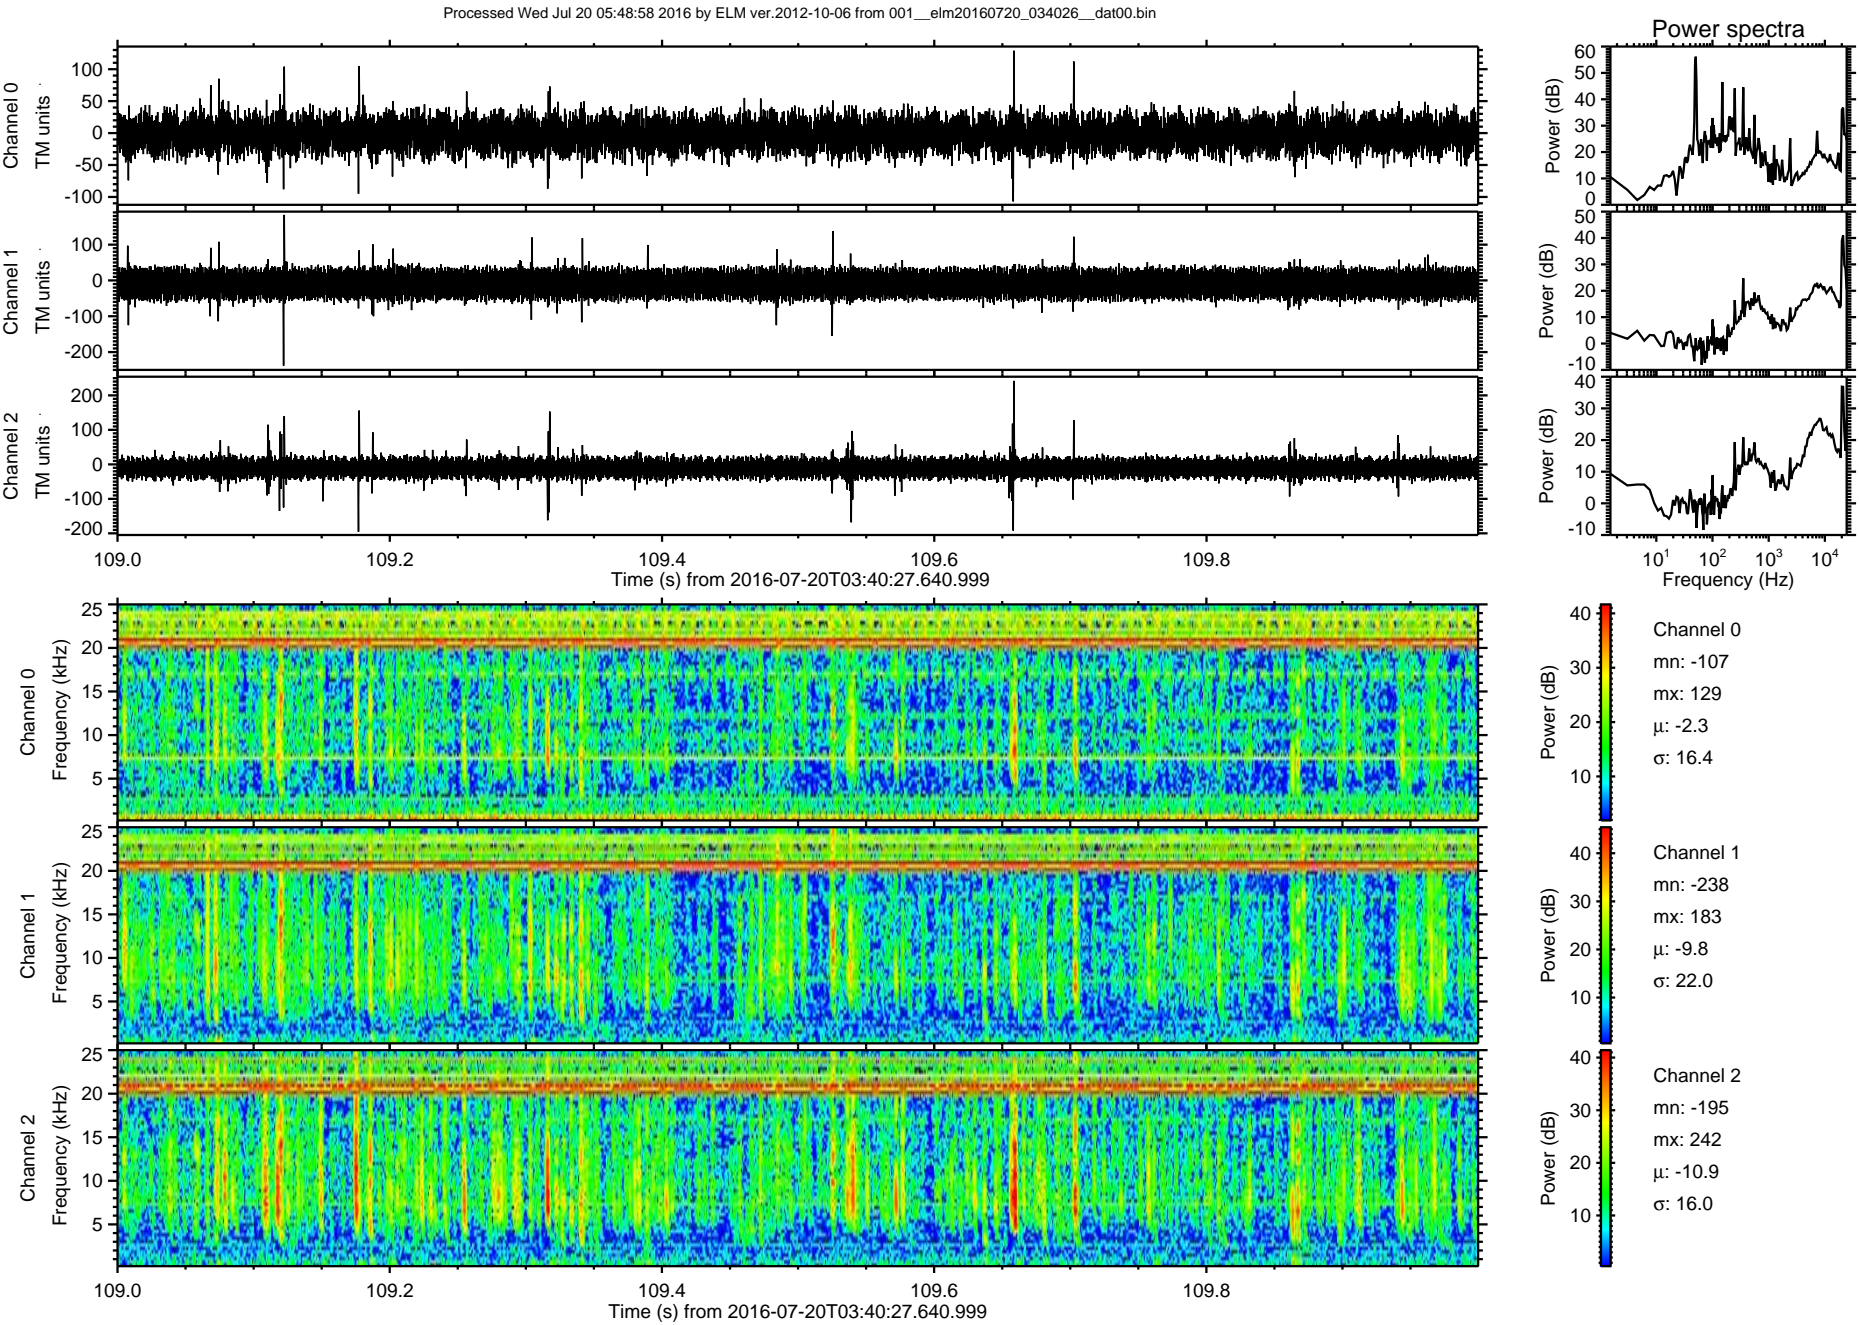 Processed Wed Jul 20 05:48:58 2016 by ELM ver.2012-10-06 from 001__elm20160720_034026__dat00.bin
Power spectra
Channel 0
TM units
100
50
0
-50
-100
Power (dB)
60
50
40
30
20
10
0
Channel 1
TM units
100
0
-100
-200
Power (dB)
50
40
30
20
10
0
-10
Channel 2
TM units
200
100
0
-100
-200
Power (dB)
40
30
20
10
0
-10
109.0 109.2 109.4 109.6 109.8
Time (s) from 2016-07-20T03:40:27.640.999
10^1 10^2 10^3 10^4
Frequency (Hz)
Channel 0
Frequency (kHz)
25
20
15
10
5
Power (dB)
40
30
20
10
Channel 0
mn: -107
mx: 129
μ: -2.3
σ: 16.4
Channel 1
Frequency (kHz)
25
20
15
10
5
Power (dB)
40
30
20
10
Channel 1
mn: -238
mx: 183
μ: -9.8
σ: 22.0
Channel 2
Frequency (kHz)
25
20
15
10
5
Power (dB)
40
30
20
10
Channel 2
mn: -195
mx: 242
μ: -10.9
σ: 16.0
109.0 109.2 109.4 109.6 109.8
Time (s) from 2016-07-20T03:40:27.640.999